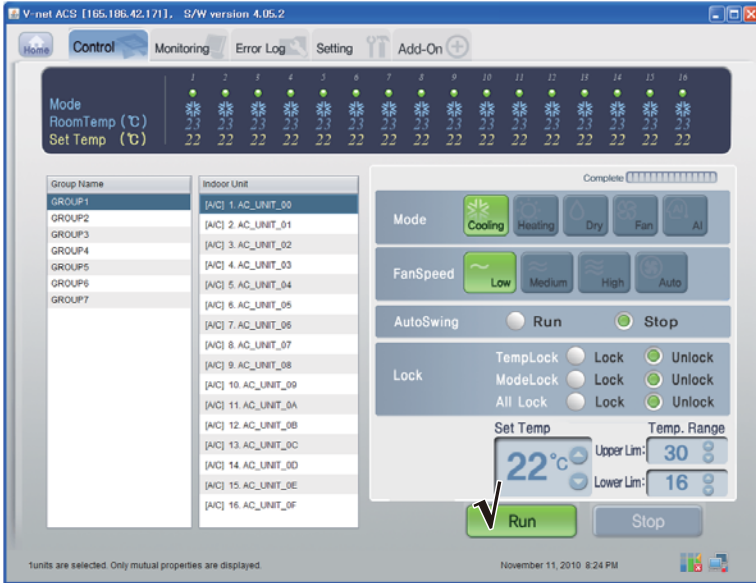 V-net ACS [165.186.42.171], S/W version 4.05.2
Home Control Monitoring Error Log Setting Add-On
1 2 3 4 5 6 7 8 9 10 11 12 13 14 15 16
Mode
RoomTemp (℃) 23 23 23 23 23 23 23 23 23 23 23 23 23 23 23 23
Set Temp (℃) 22 22 22 22 22 22 22 22 22 22 22 22 22 22 22 22
Group Name
GROUP1
GROUP2
GROUP3
GROUP4
GROUP5
GROUP6
GROUP7
Indoor Unit
[A/C] 1. AC_UNIT_00
[A/C] 2. AC_UNIT_01
[A/C] 3. AC_UNIT_02
[A/C] 4. AC_UNIT_03
[A/C] 5. AC_UNIT_04
[A/C] 6. AC_UNIT_05
[A/C] 7. AC_UNIT_06
[A/C] 8. AC_UNIT_07
[A/C] 9. AC_UNIT_08
[A/C] 10. AC_UNIT_09
[A/C] 11. AC_UNIT_0A
[A/C] 12. AC_UNIT_0B
[A/C] 13. AC_UNIT_0C
[A/C] 14. AC_UNIT_0D
[A/C] 15. AC_UNIT_0E
[A/C] 16. AC_UNIT_0F
Complete
Mode Cooling Heating Dry Fan AI
FanSpeed Low Medium High Auto
AutoSwing Run Stop
Lock
TempLock Lock Unlock
ModeLock Lock Unlock
All Lock Lock Unlock
Set Temp Temp. Range
22°C
Upper Lim: 30
Lower Lim: 16
Run Stop
1units are selected. Only mutual properties are displayed.
November 11, 2010 8:24 PM